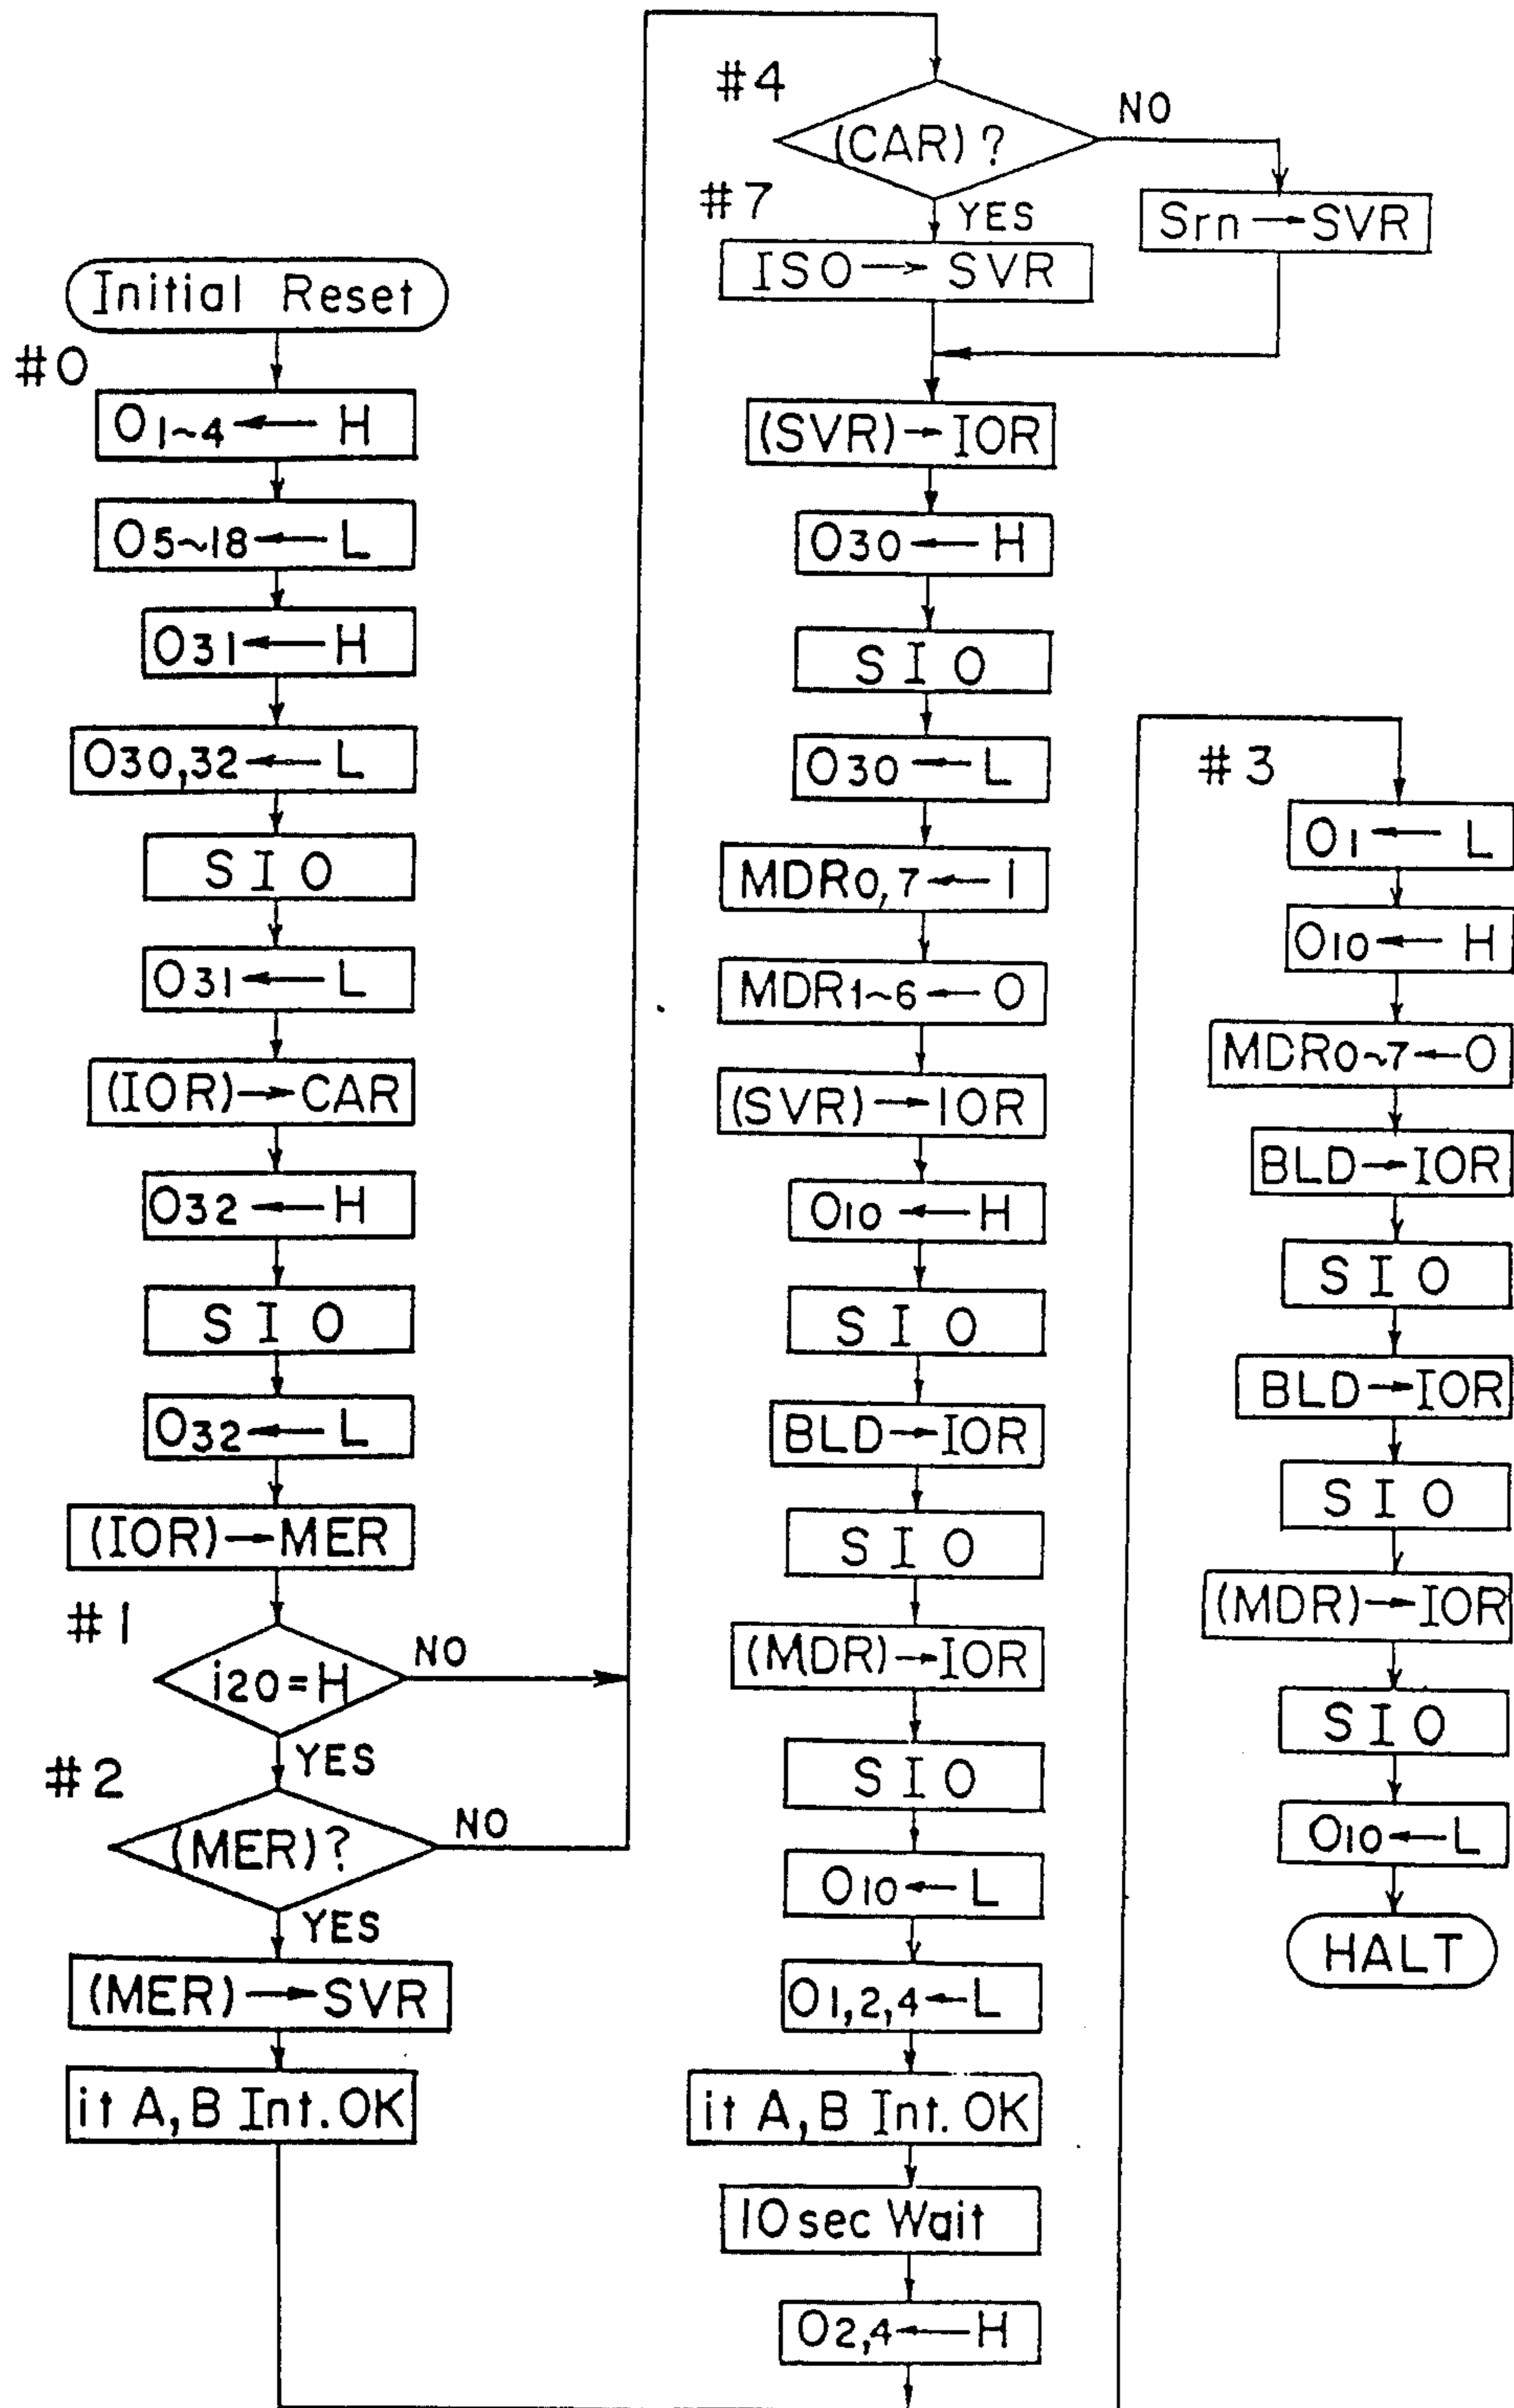 Initial Reset
#0
O1~4 ← H
O5~18 ← L
O31 ← H
O30,32 ← L
SIO
O31 ← L
(IOR) → CAR
O32 ← H
SIO
O32 ← L
(IOR) → MER
#1
i20=H
NO
YES
#2
(MER)?
NO
YES
(MER) → SVR
it A, B Int. OK
#4
(CAR)?
NO
#7
YES
Srn → SVR
ISO → SVR
(SVR) → IOR
O30 ← H
SIO
O30 ← L
MDR0,7 ← 1
MDR1~6 ← 0
(SVR) → IOR
O10 ← H
SIO
BLD → IOR
SIO
(MDR) → IOR
SIO
O10 ← L
O1,2,4 ← L
it A, B Int. OK
10sec Wait
O2,4 ← H
#3
O1 ← L
O10 ← H
MDR0~7 ← 0
BLD → IOR
SIO
BLD → IOR
SIO
(MDR) → IOR
SIO
O10 ← L
HALT